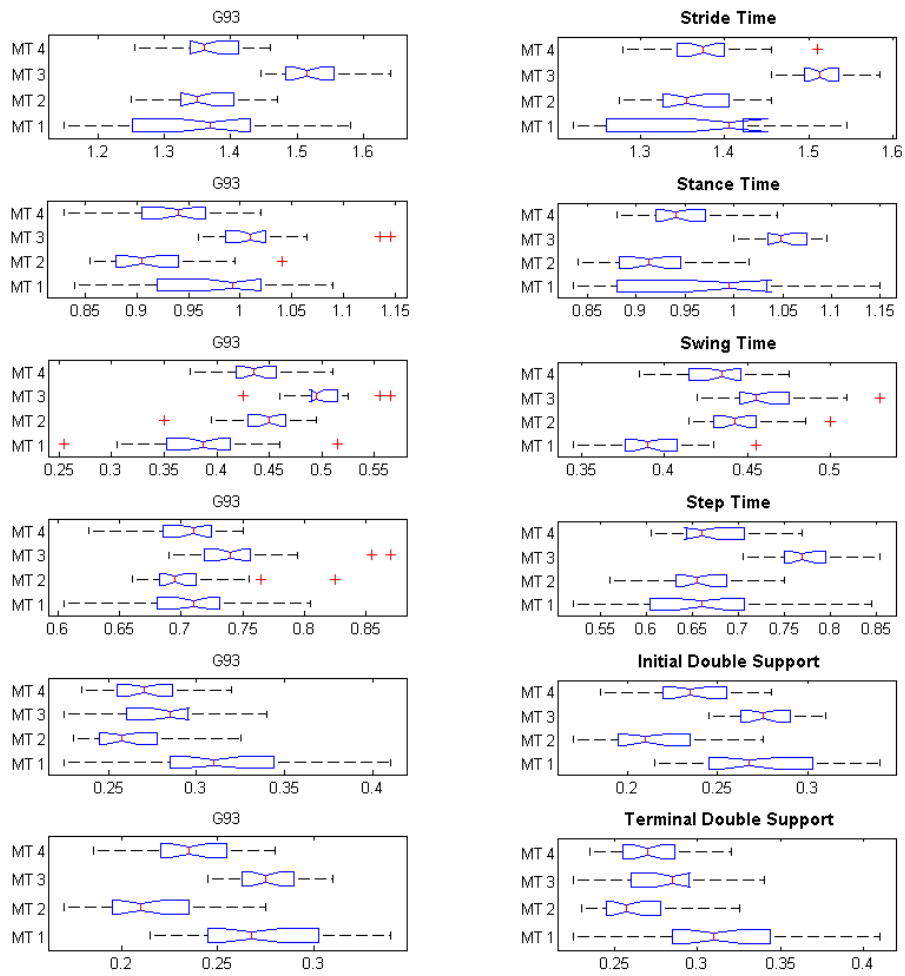 G93
MT 4
MT 3
MT 2
MT 1
1.2 1.3 1.4 1.5 1.6
Stride Time
MT 4
MT 3
MT 2
MT 1
1.3 1.4 1.5 1.6
G93
MT 4
MT 3
MT 2
MT 1
0.85 0.9 0.95 1 1.05 1.1 1.15
Stance Time
MT 4
MT 3
MT 2
MT 1
0.85 0.9 0.95 1 1.05 1.1 1.15
G93
MT 4
MT 3
MT 2
MT 1
0.25 0.3 0.35 0.4 0.45 0.5 0.55
Swing Time
MT 4
MT 3
MT 2
MT 1
0.35 0.4 0.45 0.5
G93
MT 4
MT 3
MT 2
MT 1
0.6 0.65 0.7 0.75 0.8 0.85
Step Time
MT 4
MT 3
MT 2
MT 1
0.55 0.6 0.65 0.7 0.75 0.8 0.85
G93
MT 4
MT 3
MT 2
MT 1
0.25 0.3 0.35 0.4
Initial Double Support
MT 4
MT 3
MT 2
MT 1
0.2 0.25 0.3
G93
MT 4
MT 3
MT 2
MT 1
0.2 0.25 0.3
Terminal Double Support
MT 4
MT 3
MT 2
MT 1
0.25 0.3 0.35 0.4